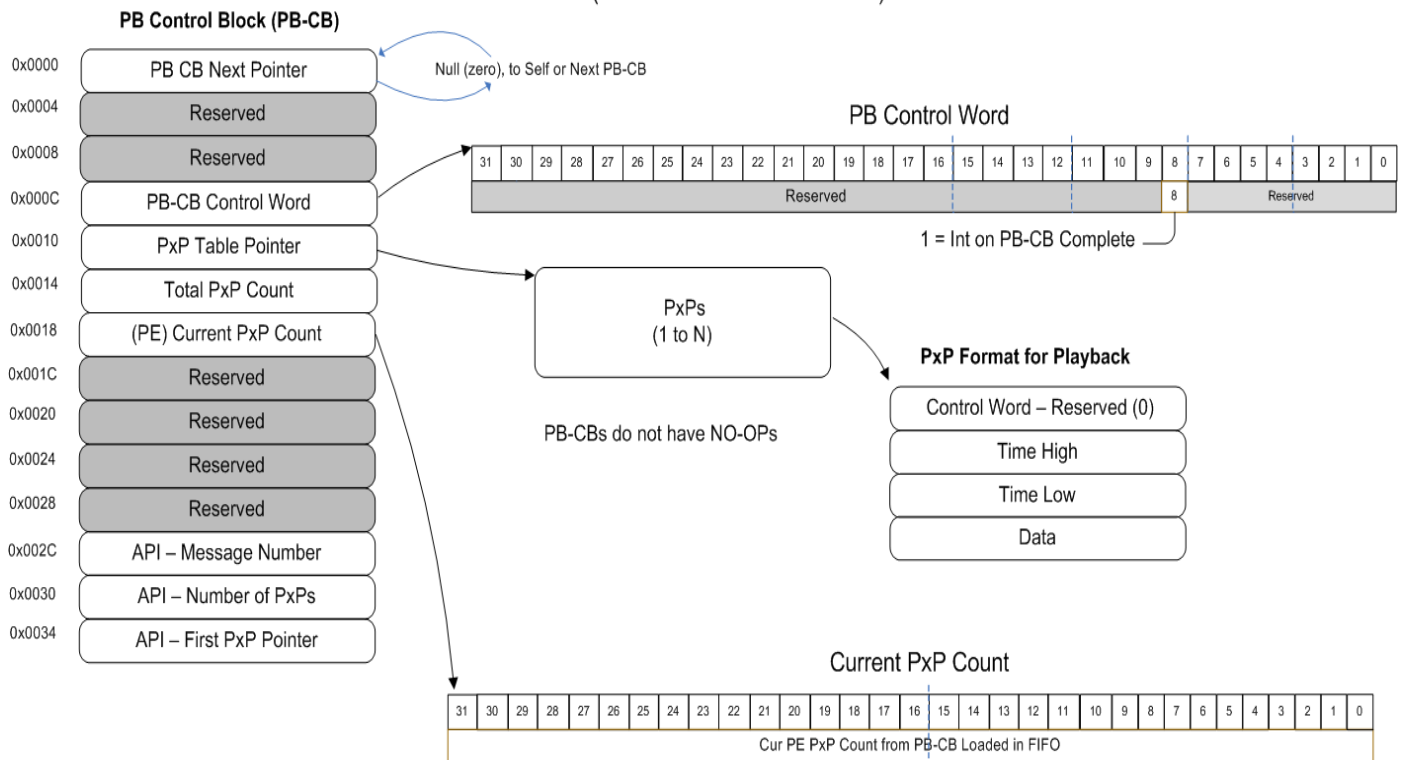 PB Control Block (PB-CB)
0x0000
PB CB Next Pointer
Null (zero), to Self or Next PB-CB
0x0004
Reserved
0x0008
Reserved
0x000C
PB-CB Control Word
0x0010
PxP Table Pointer
0x0014
Total PxP Count
0x0018
(PE) Current PxP Count
0x001C
Reserved
0x0020
Reserved
0x0024
Reserved
0x0028
Reserved
0x002C
API – Message Number
0x0030
API – Number of PxPs
0x0034
API – First PxP Pointer
PB Control Word
31 30 29 28 27 26 25 24 23 22 21 20 19 18 17 16 15 14 13 12 11 10 9 8 7 6 5 4 3 2 1 0
Reserved 8 Reserved
1 = Int on PB-CB Complete
PxPs
(1 to N)
PB-CBs do not have NO-OPs
PxP Format for Playback
Control Word – Reserved (0)
Time High
Time Low
Data
Current PxP Count
31 30 29 28 27 26 25 24 23 22 21 20 19 18 17 16 15 14 13 12 11 10 9 8 7 6 5 4 3 2 1 0
Cur PE PxP Count from PB-CB Loaded in FIFO